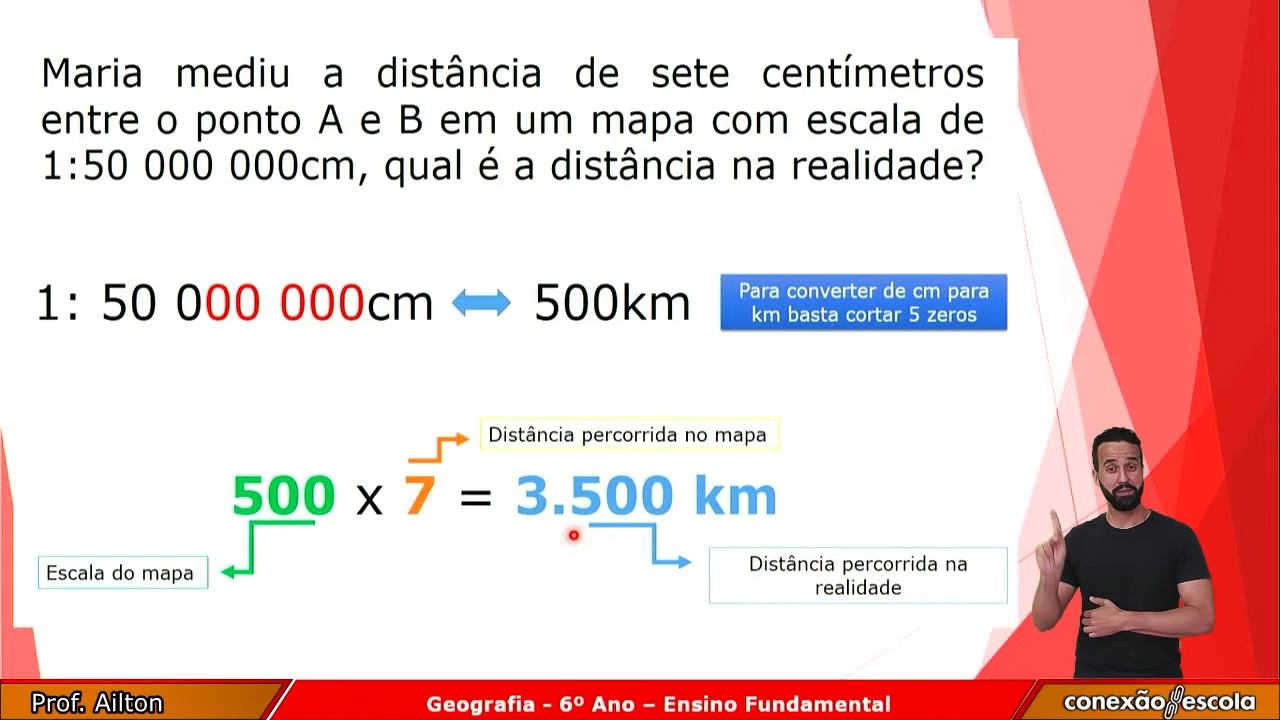 Maria mediu a distância de sete centímetros
entre o ponto A e B em um mapa com escala de
1:50 000 000cm, qual é a distância na realidade?
1: 50 000 000cm 500km
Para converter de cm para
km basta cortar 5 zeros
Distância percorrida no mapa
500 x 7 = 3.500 km
Escala do mapa
Distância percorrida na
realidade
Prof. Ailton
Geografia - 6º Ano – Ensino Fundamental
conexão escola